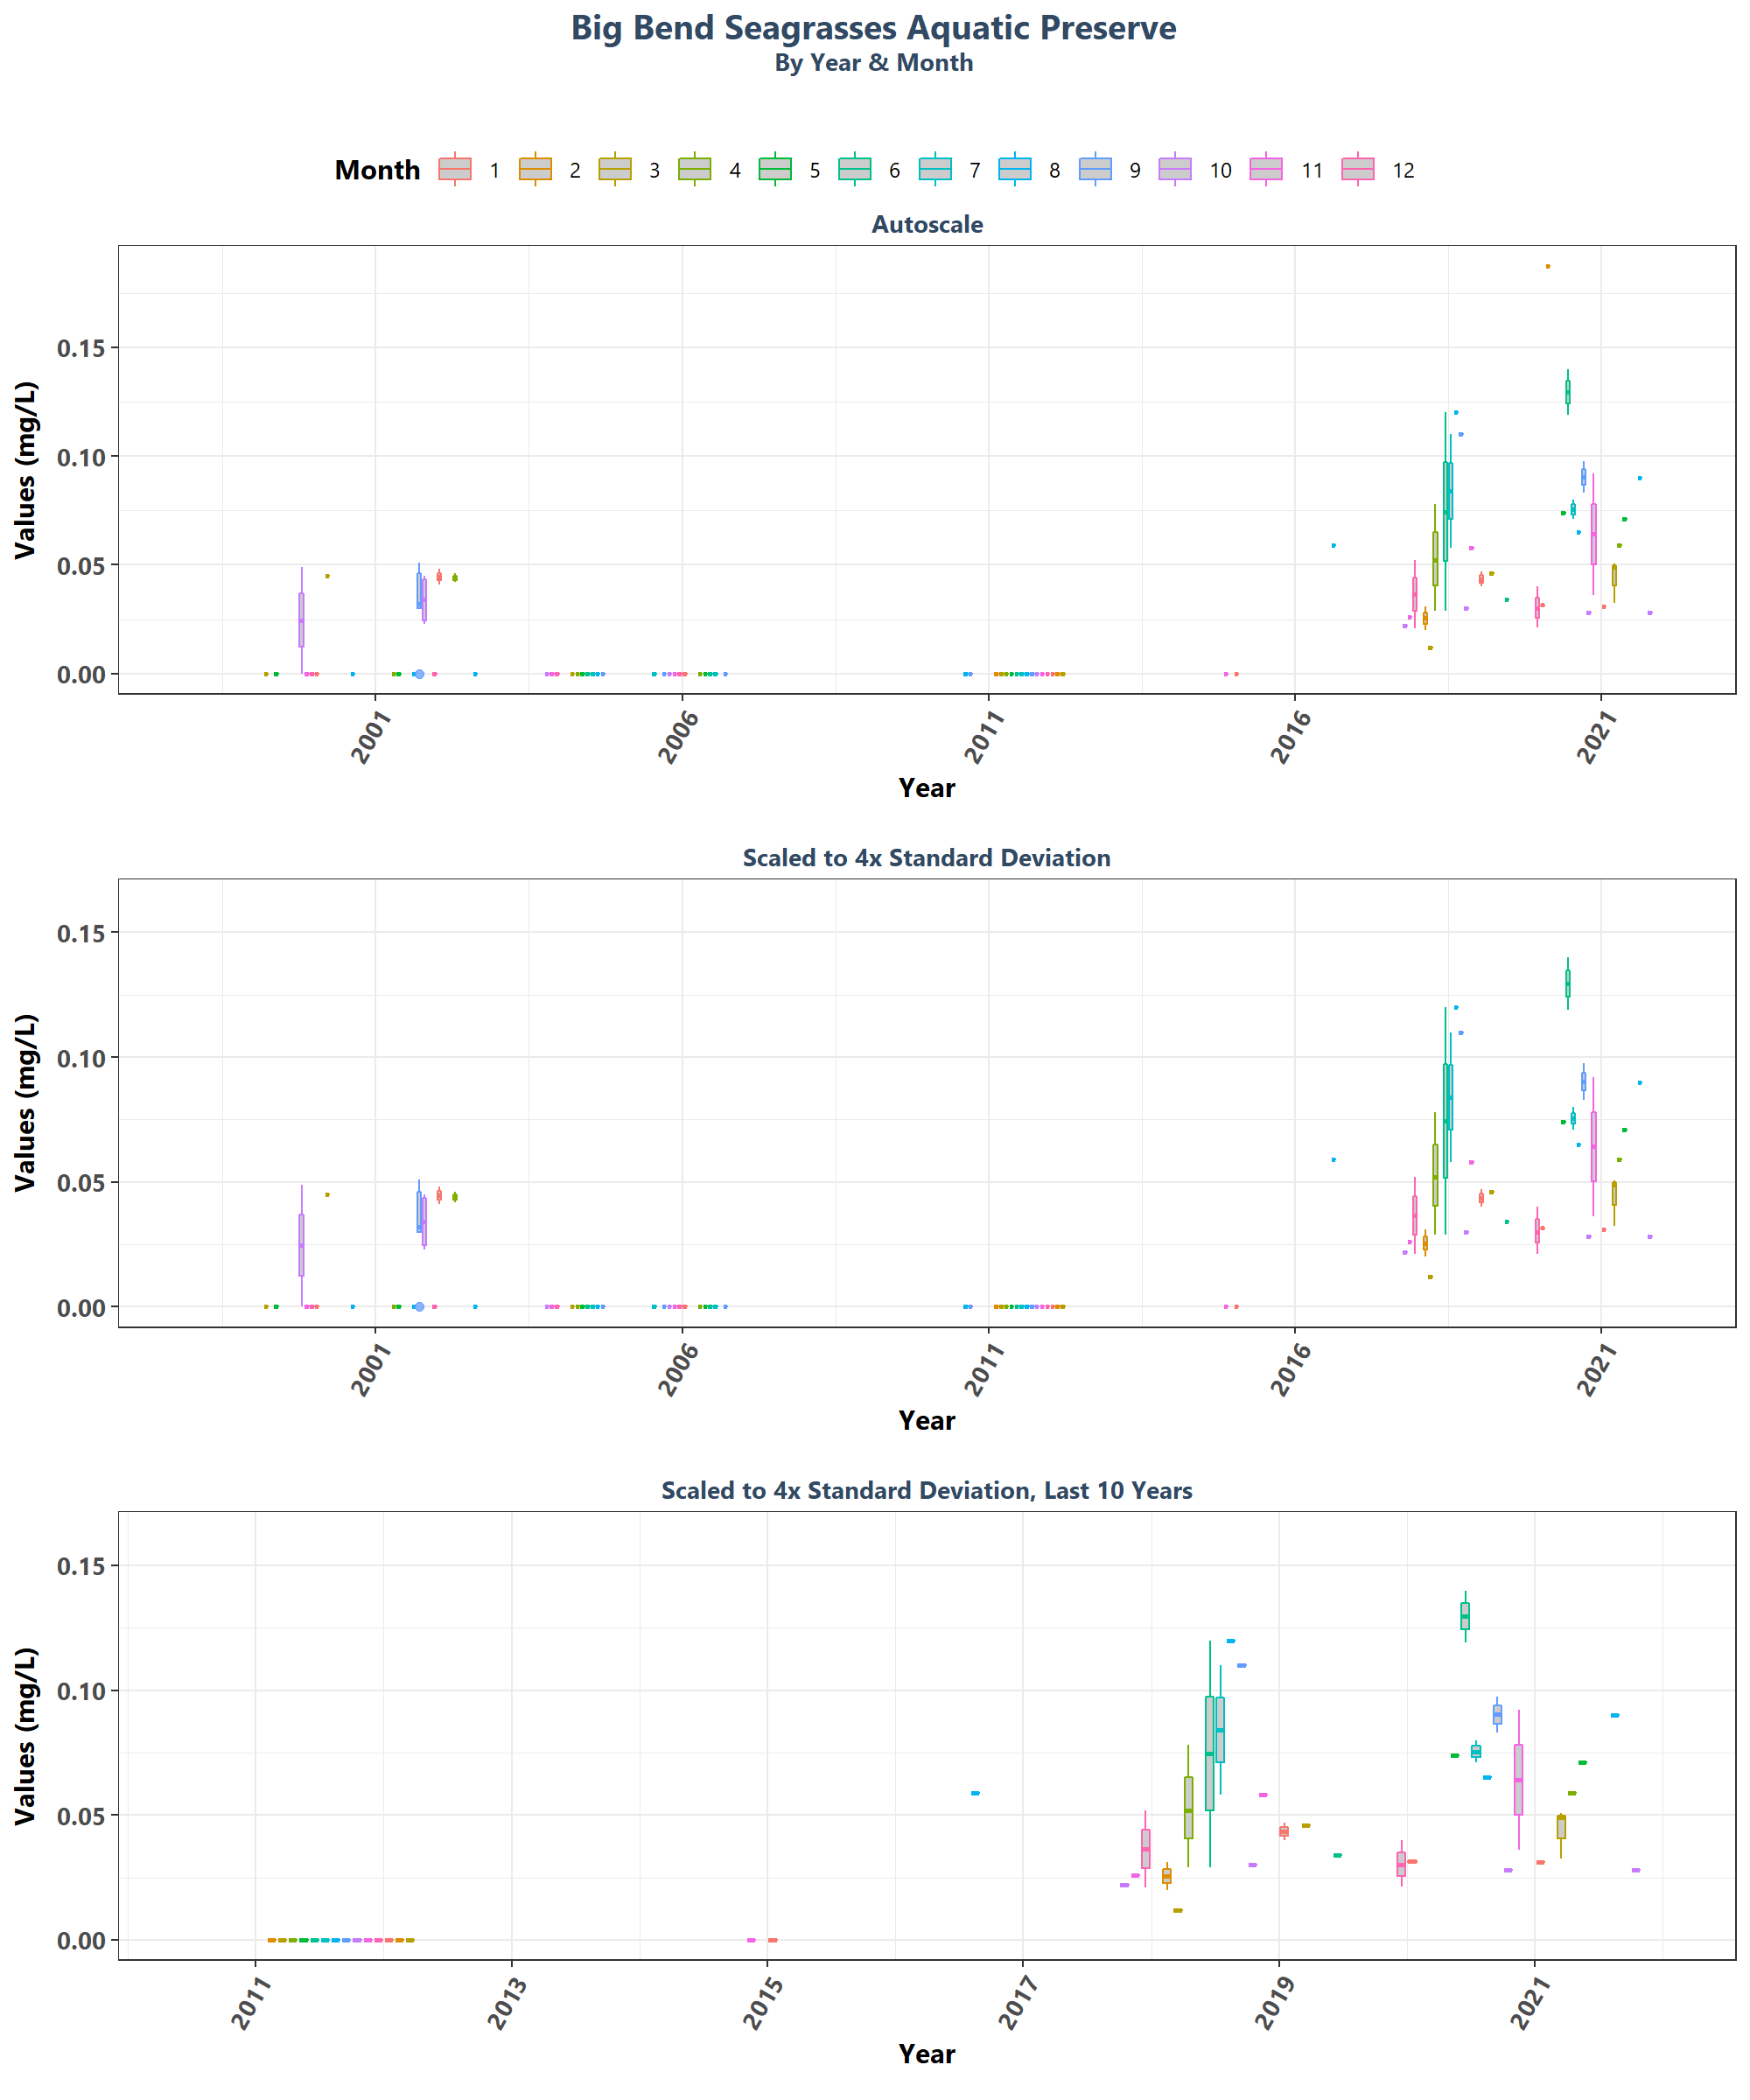 Big Bend Seagrasses Aquatic Preserve
By Year & Month
Month 1 2 3 4 5 6 7 8 9 10 11 12
Autoscale
Values (mg/L)
0.15
0.10
0.05
0.00
2001 2006 2011 2016 2021
Year
Scaled to 4x Standard Deviation
Values (mg/L)
0.15
0.10
0.05
0.00
2001 2006 2011 2016 2021
Year
Scaled to 4x Standard Deviation, Last 10 Years
Values (mg/L)
0.15
0.10
0.05
0.00
2011 2013 2015 2017 2019 2021
Year